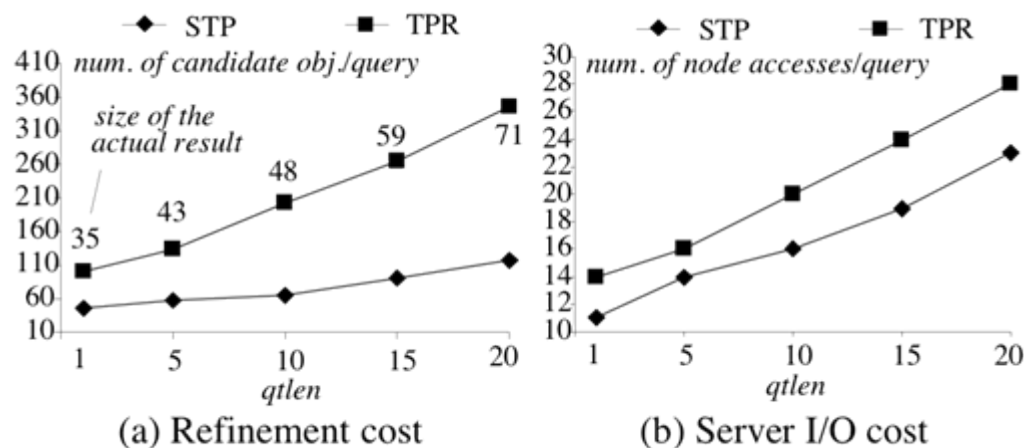 STP TPR
num. of candidate obj./query
410
360
310
260
210
160
110
60
10
size of the
actual result
35
43
48
59
71
1 5 10 15 20
qtlen
(a) Refinement cost
STP TPR
num. of node accesses/query
30
28
26
24
22
20
18
16
14
12
10
1 5 10 15 20
qtlen
(b) Server I/O cost